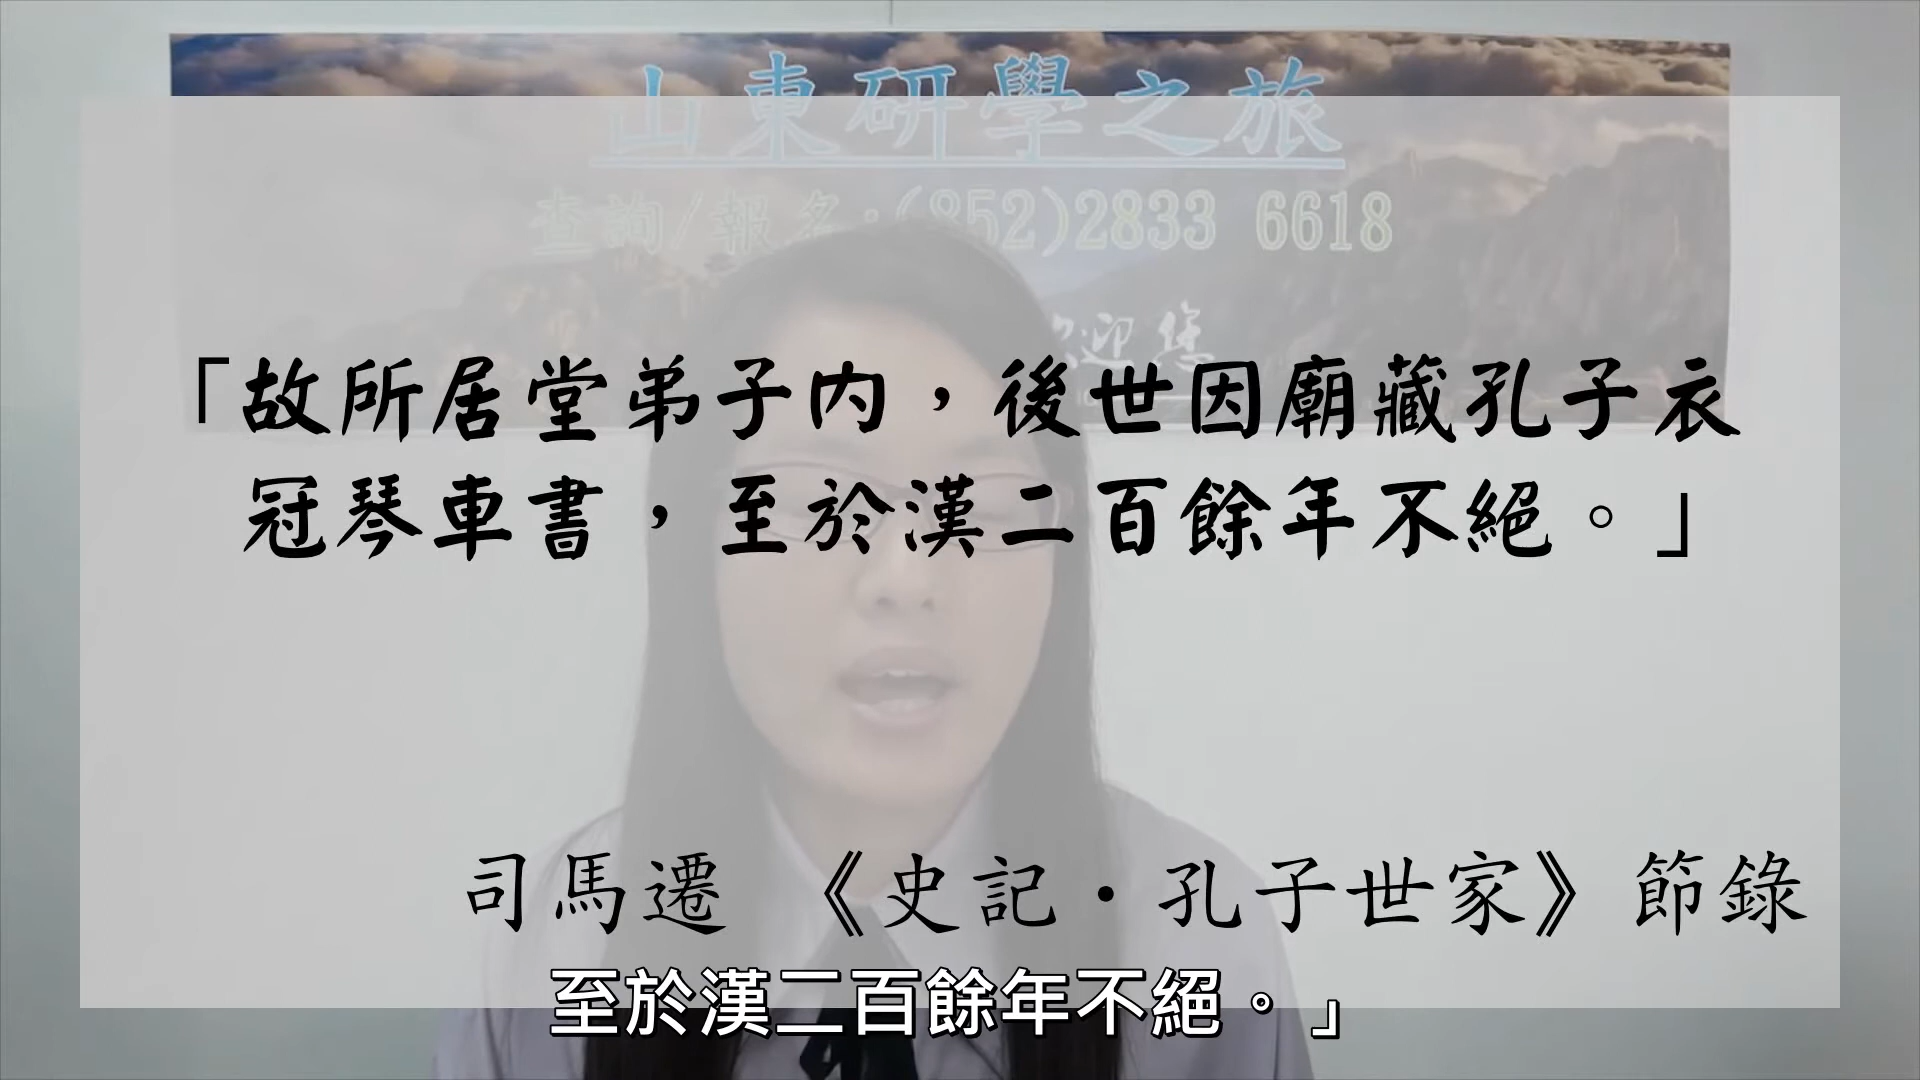 山東研學之旅
查詢/報名:(852)2833 6618
迎您
「故所居堂弟子內，後世因廟藏孔子衣
冠琴車書，至於漢二百餘年不絕。」
司馬遷 《史記·孔子世家》節錄
至於漢二百餘年不絕。」